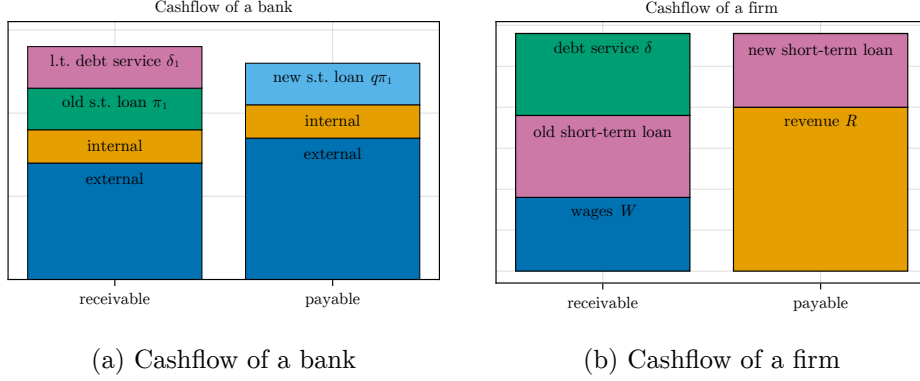 Cashflow of a bank
l.t. debt service δ₁
old s.t. loan π₁
internal
external
new s.t. loan qπ₁
internal
external
receivable
payable
(a) Cashflow of a bank
Cashflow of a firm
debt service δ
old short-term loan
wages W
new short-term loan
revenue R
receivable
payable
(b) Cashflow of a firm